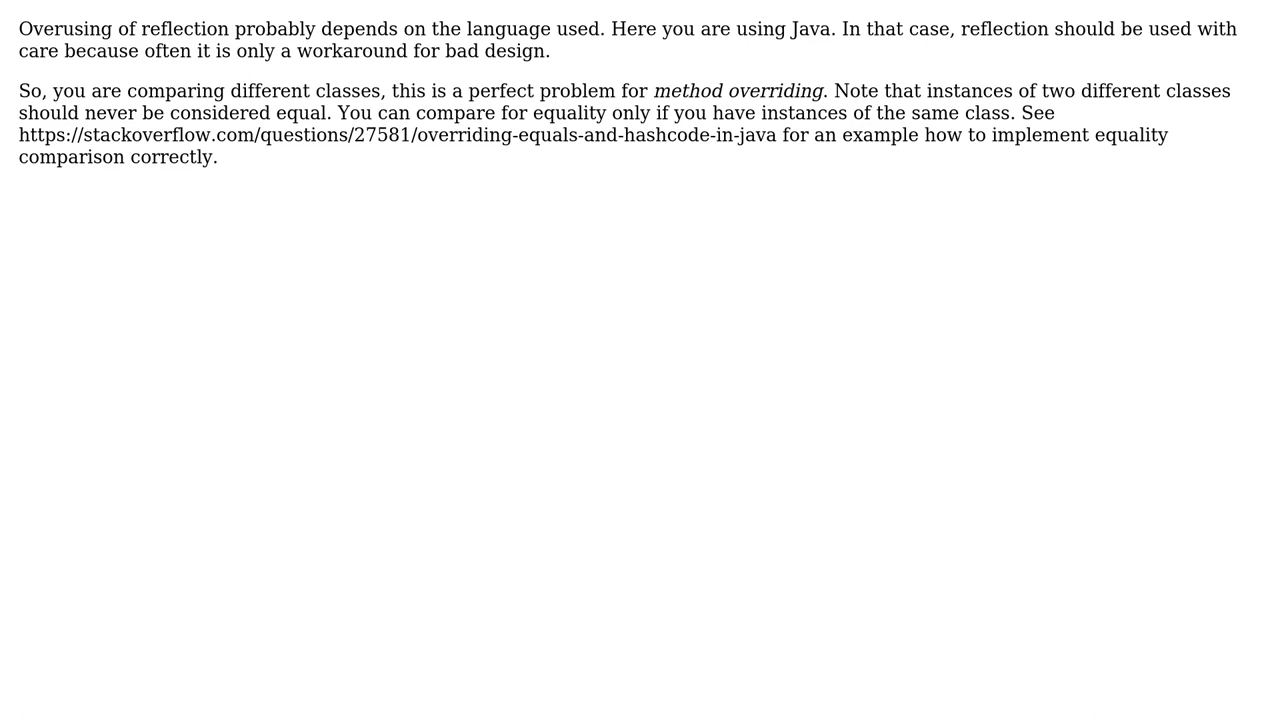 Overusing of reflection probably depends on the language used. Here you are using Java. In that case, reflection should be used with
care because often it is only a workaround for bad design.
So, you are comparing different classes, this is a perfect problem for method overriding. Note that instances of two different classes
should never be considered equal. You can compare for equality only if you have instances of the same class. See
https://stackoverflow.com/questions/27581/overriding-equals-and-hashcode-in-java for an example how to implement equality
comparison correctly.